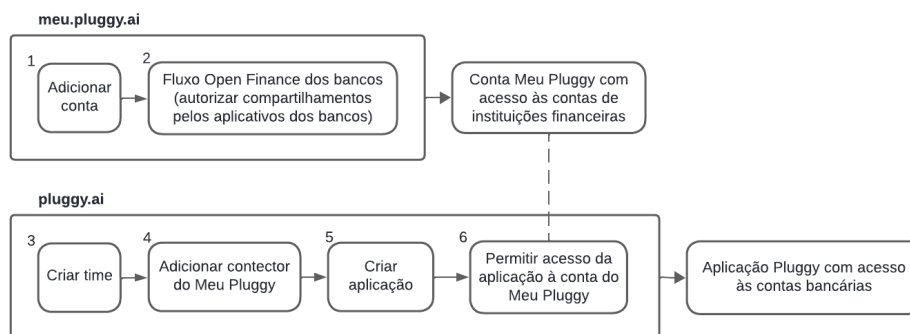 meu.pluggy.ai
1
Adicionar
conta
2
Fluxo Open Finance dos bancos
(autorizar compartilhamentos
pelos aplicativos dos bancos)
Conta Meu Pluggy com
acesso às contas de
instituições financeiras
pluggy.ai
3
Criar time
4
Adicionar contector
do Meu Pluggy
5
Criar
aplicação
6
Permitir acesso da
aplicação à conta do
Meu Pluggy
Aplicação Pluggy com acesso
às contas bancárias